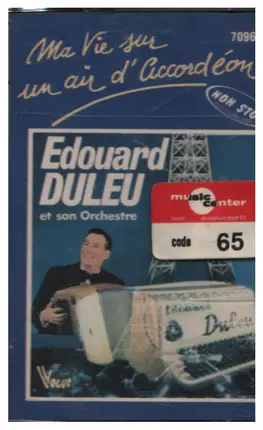 Ma Vie sur
7096
un air d'accordéon
NON STO
Edouard
DULEU
et son Orchestre
music
center
code 65
Duleu
Vogue